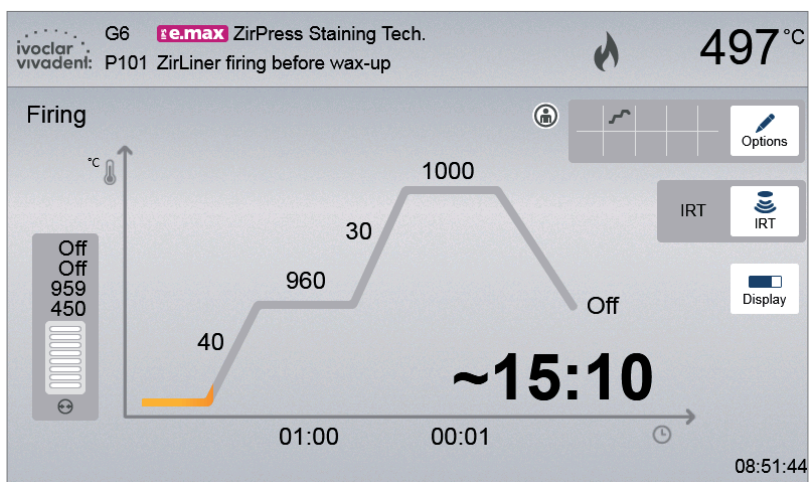 ivoclar
vivadent:
G6 IPS e.max ZirPress Staining Tech.
P101 ZirLiner firing before wax-up
497°C
Firing
Options
°C
1000
IRT
IRT
30
Off
Off
959
450
960
Display
Off
40
~15:10
01:00
00:01
08:51:44